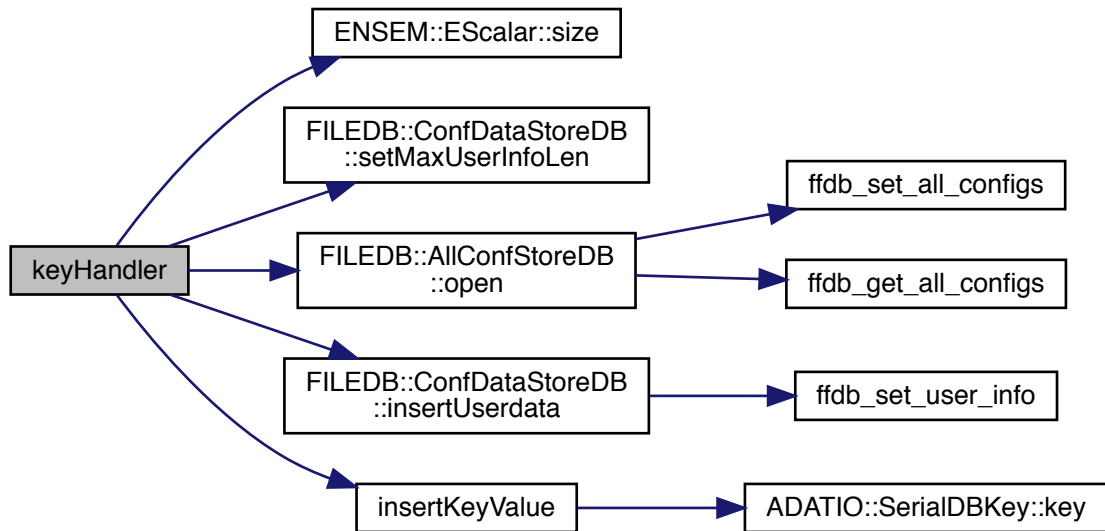 ENSEM::EScalar::size
FILEDB::ConfDataStoreDB
::setMaxUserInfoLen
ffdb_set_all_configs
keyHandler
FILEDB::AllConfStoreDB
::open
ffdb_get_all_configs
FILEDB::ConfDataStoreDB
::insertUserdata
ffdb_set_user_info
insertKeyValue
ADATIO::SerialDBKey::key